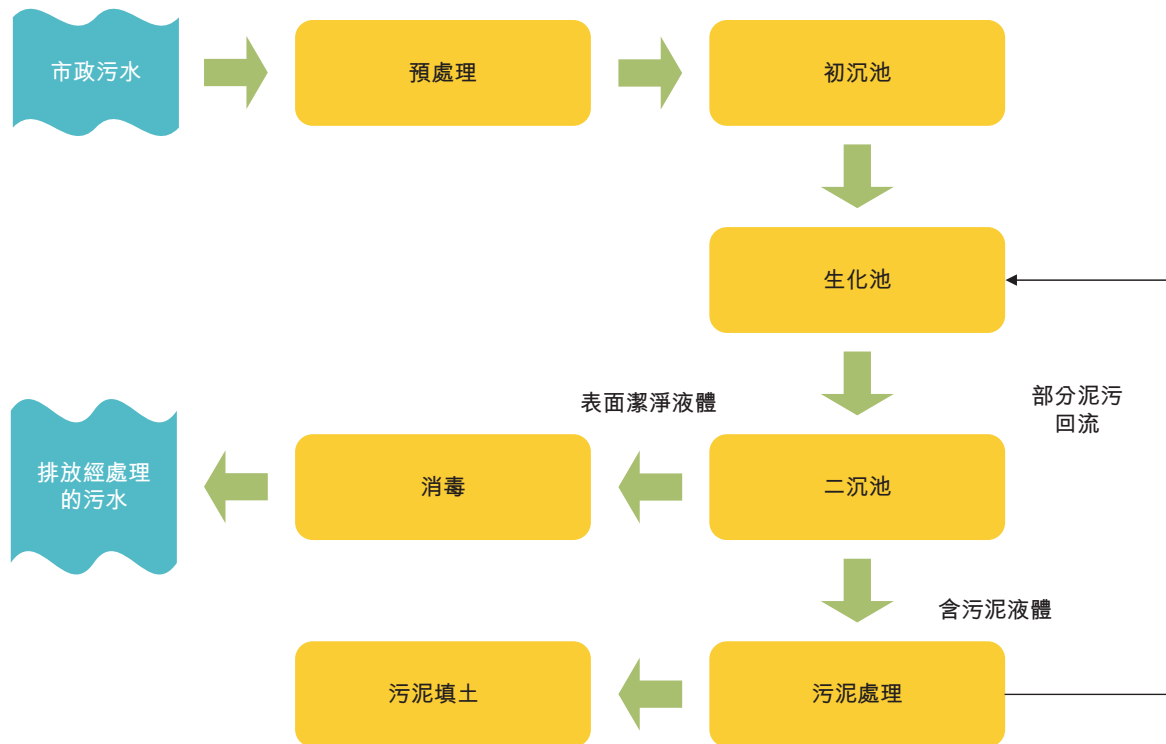 市政污水
預處理
初沉池
生化池
部分泥污
回流
表面潔淨液體
排放經處理
的污水
消毒
二沉池
含污泥液體
污泥填土
污泥處理